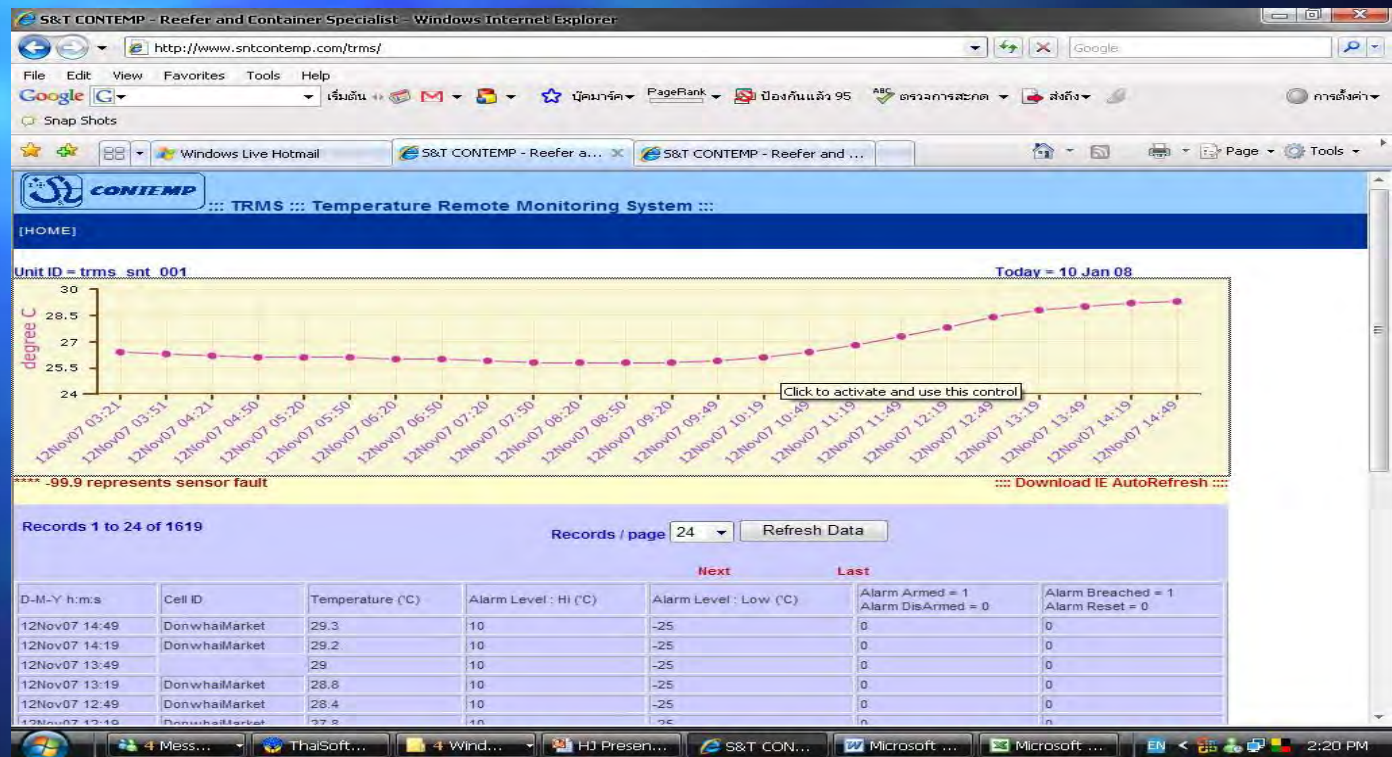 S&T CONTEMP - Reefer and Container Specialist - Windows Internet Explorer
http://www.sntcontemp.com/trms/
Google
File Edit View Favorites Tools Help
Google G เริ่มต้น บุ๊คมาร์ค PageRank ป้องกันแล้ว 95 ABC ตรวจการสะกด ส่งถึง การตั้งค่า
Snap Shots
Windows Live Hotmail S&T CONTEMP - Reefer a... S&T CONTEMP - Reefer and ... Page Tools
CONTEMP
::: TRMS ::: Temperature Remote Monitoring System :::
[HOME]
Unit ID = trms_snt_001 Today = 10 Jan 08
degree C
30
28.5
27
25.5
24
Click to activate and use this control
12Nov07 03:21 12Nov07 03:51 12Nov07 04:21 12Nov07 04:50 12Nov07 05:20 12Nov07 05:50 12Nov07 06:20 12Nov07 06:50 12Nov07 07:20 12Nov07 07:50 12Nov07 08:20 12Nov07 08:50 12Nov07 09:20 12Nov07 09:49 12Nov07 10:19 12Nov07 10:49 12Nov07 11:19 12Nov07 11:49 12Nov07 12:19 12Nov07 12:49 12Nov07 13:19 12Nov07 13:49 12Nov07 14:19 12Nov07 14:49
**** -99.9 represents sensor fault :::: Download IE AutoRefresh ::::
Records 1 to 24 of 1619 Records / page 24 Refresh Data
Next Last
D-M-Y h:m:s Cell ID Temperature (°C) Alarm Level : Hi (°C) Alarm Level : Low (°C) Alarm Armed = 1 Alarm DisArmed = 0 Alarm Breached = 1 Alarm Reset = 0
12Nov07 14:49 DonwhaiMarket 29.3 10 -25 0 0
12Nov07 14:19 DonwhaiMarket 29.2 10 -25 0 0
12Nov07 13:49 29 10 -25 0 0
12Nov07 13:19 DonwhaiMarket 28.8 10 -25 0 0
12Nov07 12:49 DonwhaiMarket 28.4 10 -25 0 0
12Nov07 12:19 DonwhaiMarket 27.8 10 -25 0 0
4 Mess... ThaiSoft... 4 Wind... HJ Presen... S&T CON... Microsoft ... Microsoft ... EN 2:20 PM